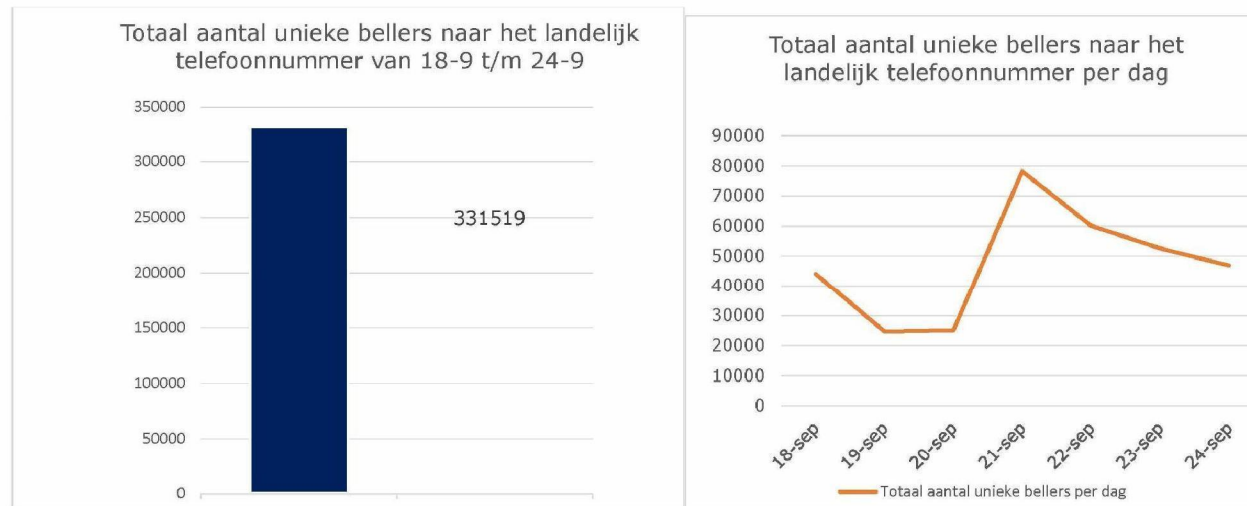 Totaal aantal unieke bellers naar het landelijk
telefoonnummer van 18-9 t/m 24-9
350000
300000
250000
200000
150000
100000
50000
0
331519
Totaal aantal unieke bellers naar het
landelijk telefoonnummer per dag
90000
80000
70000
60000
50000
40000
30000
20000
10000
0
18-sep
19-sep
20-sep
21-sep
22-sep
23-sep
24-sep
Totaal aantal unieke bellers per dag